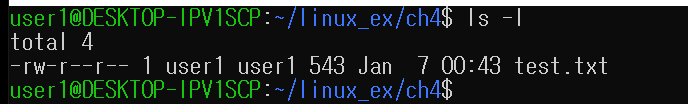 user1@DESKTOP-IPV1SCP:~/linux_ex/ch4$ ls -l
total 4
-rw-r--r-- 1 user1 user1 543 Jan  7 00:43 test.txt
user1@DESKTOP-IPV1SCP:~/linux_ex/ch4$